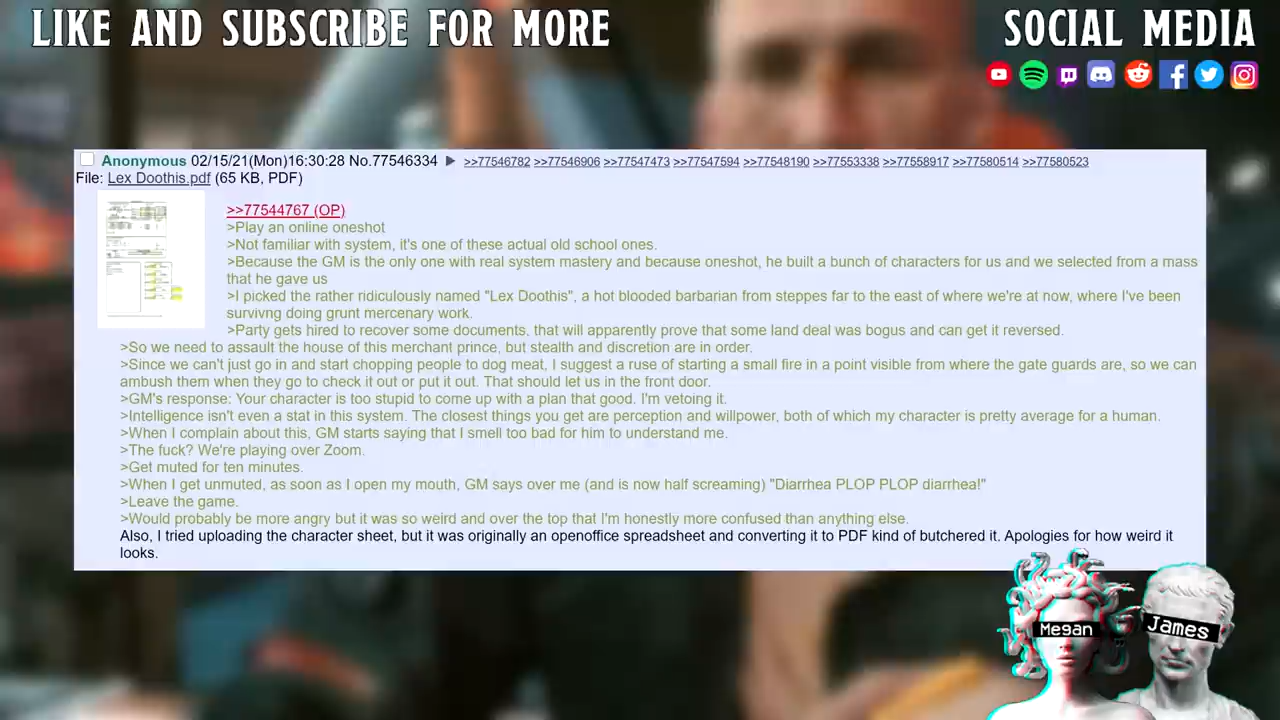 LIKE AND SUBSCRIBE FOR MORE
SOCIAL MEDIA
Anonymous 02/15/21(Mon)16:30:28 No.77546334 ▶ >>77546782 >>77546906 >>77547473 >>77547594 >>77548190 >>77553338 >>77558917 >>77580514 >>77580523
File: Lex Doothis.pdf (65 KB, PDF)
>>77544767 (OP)
>Play an online oneshot
>Not familiar with system, it's one of these actual old school ones.
>Because the GM is the only one with real system mastery and because oneshot, he built a bunch of characters for us and we selected from a mass
that he gave us
>I picked the rather ridiculously named "Lex Doothis", a hot blooded barbarian from steppes far to the east of where we're at now, where I've been
survivng doing grunt mercenary work.
>Party gets hired to recover some documents, that will apparently prove that some land deal was bogus and can get it reversed.
>So we need to assault the house of this merchant prince, but stealth and discretion are in order.
>Since we can't just go in and start chopping people to dog meat, I suggest a ruse of starting a small fire in a point visible from where the gate guards are, so we can
ambush them when they go to check it out or put it out. That should let us in the front door.
>GM's response: Your character is too stupid to come up with a plan that good. I'm vetoing it.
>Intelligence isn't even a stat in this system. The closest things you get are perception and willpower, both of which my character is pretty average for a human.
>When I complain about this, GM starts saying that I smell too bad for him to understand me.
>The fuck? We're playing over Zoom.
>Get muted for ten minutes.
>When I get unmuted, as soon as I open my mouth, GM says over me (and is now half screaming) "Diarrhea PLOP PLOP diarrhea!"
>Leave the game.
>Would probably be more angry but it was so weird and over the top that I'm honestly more confused than anything else.
Also, I tried uploading the character sheet, but it was originally an openoffice spreadsheet and converting it to PDF kind of butchered it. Apologies for how weird it
looks.
Megan
James